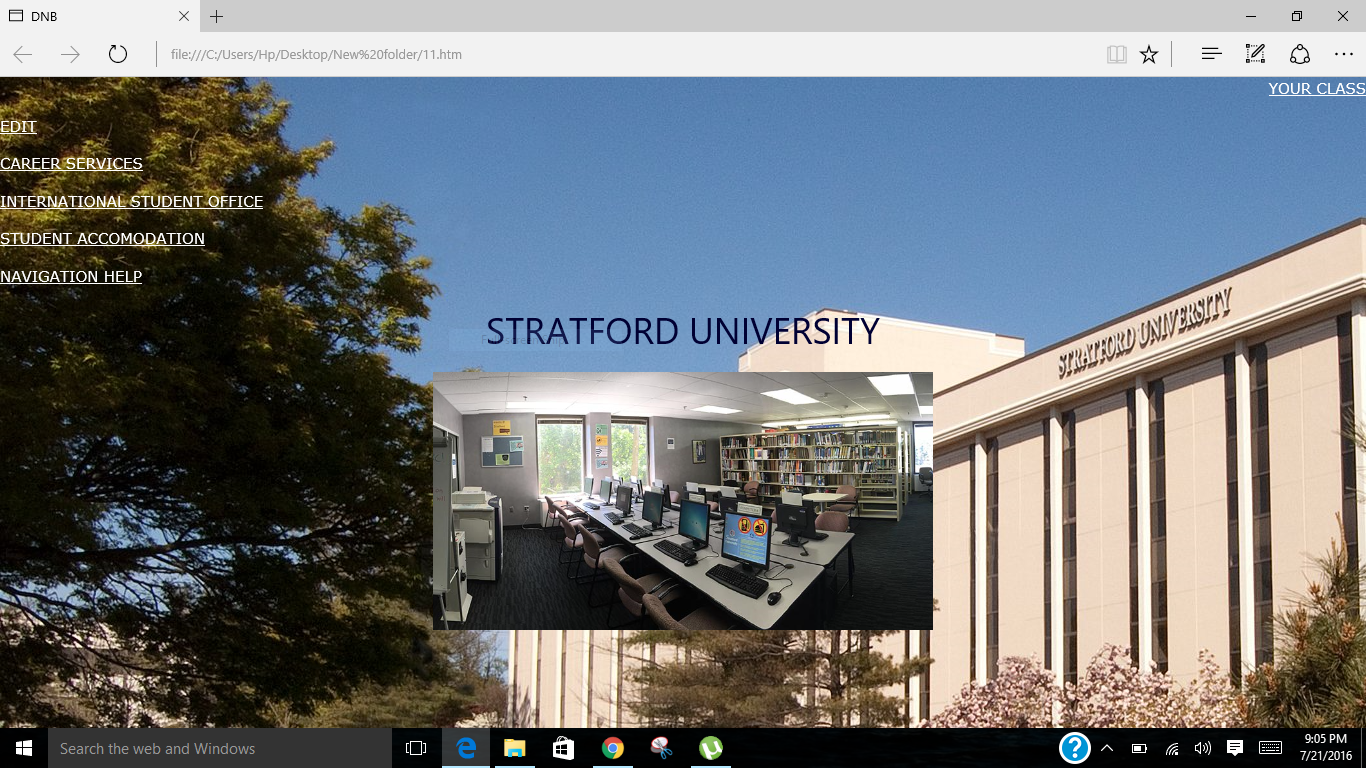 DNB
file:///C:/Users/Hp/Desktop/New%20folder/11.htm
YOUR CLASS
EDIT
CAREER SERVICES
INTERNATIONAL STUDENT OFFICE
STUDENT ACCOMODATION
NAVIGATION HELP
STRATFORD UNIVERSITY
STRATFORD UNIVERSITY
Search the web and Windows
9:05 PM
7/21/2016